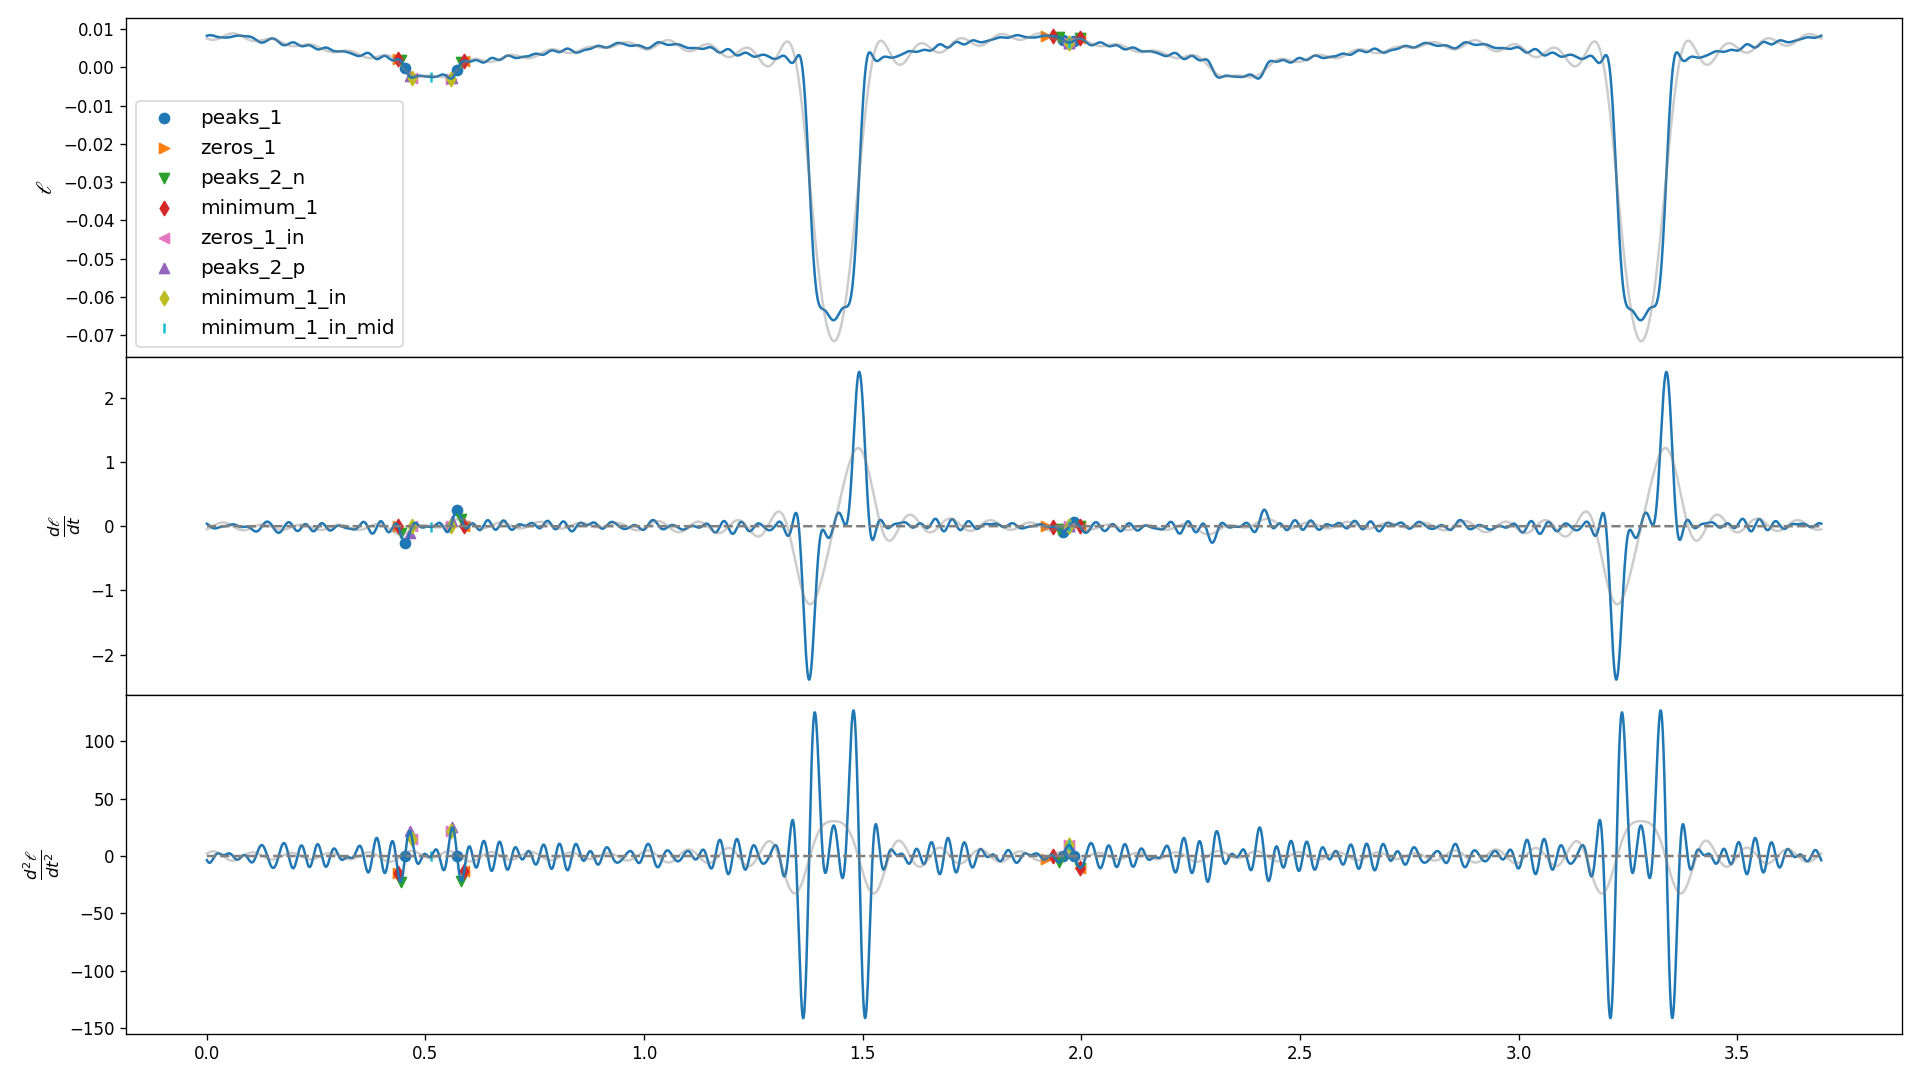 0.01
0.00
−0.01
−0.02
−0.03
−0.04
−0.05
−0.06
−0.07
ℓ
peaks_1
zeros_1
peaks_2_n
minimum_1
zeros_1_in
peaks_2_p
minimum_1_in
minimum_1_in_mid
2
1
0
−1
−2
dℓ
dt
100
50
0
−50
−100
−150
d²ℓ
dt²
0.0 0.5 1.0 1.5 2.0 2.5 3.0 3.5